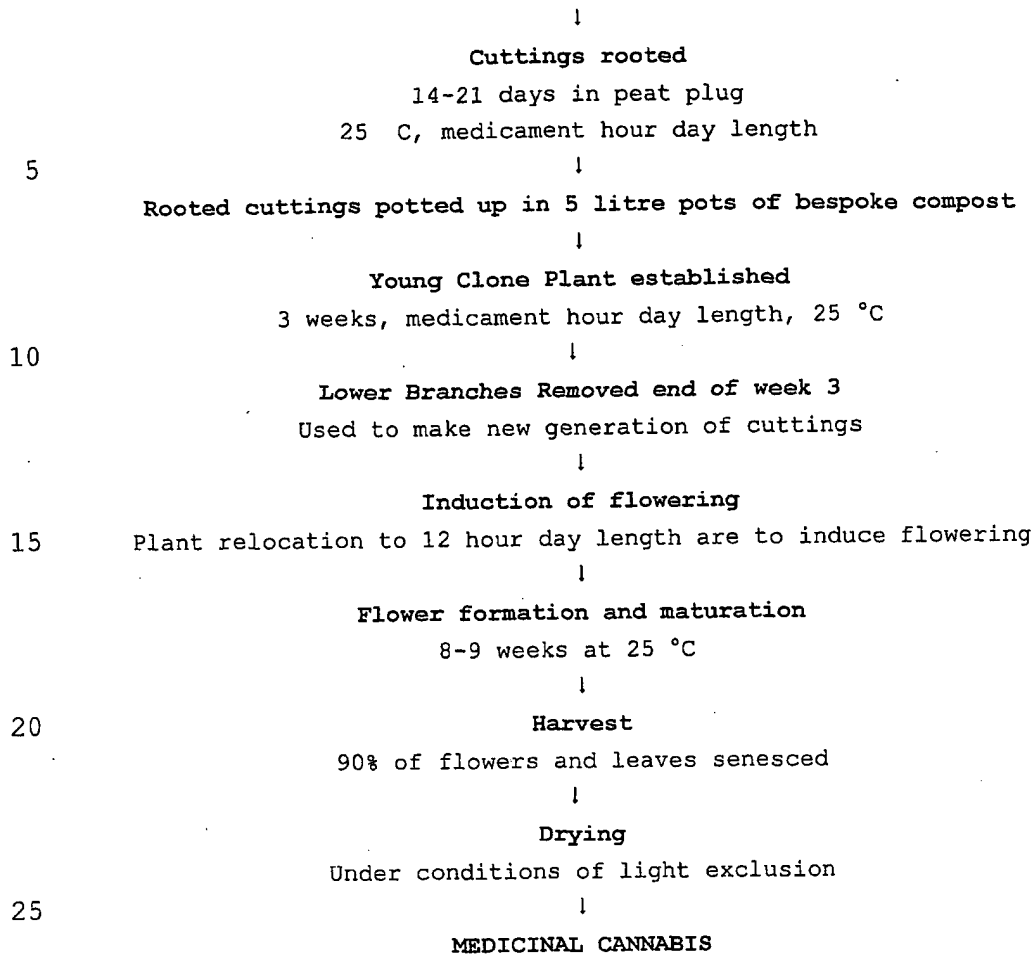 ↓
Cuttings rooted
14-21 days in peat plug
25 C, medicament hour day length
5 ↓
Rooted cuttings potted up in 5 litre pots of bespoke compost
↓
Young Clone Plant established
3 weeks, medicament hour day length, 25 °C
10 ↓
Lower Branches Removed end of week 3
Used to make new generation of cuttings
↓
Induction of flowering
15 Plant relocation to 12 hour day length are to induce flowering
↓
Flower formation and maturation
8-9 weeks at 25 °C
↓
20 Harvest
90% of flowers and leaves senesced
↓
Drying
Under conditions of light exclusion
25 ↓
MEDICINAL CANNABIS